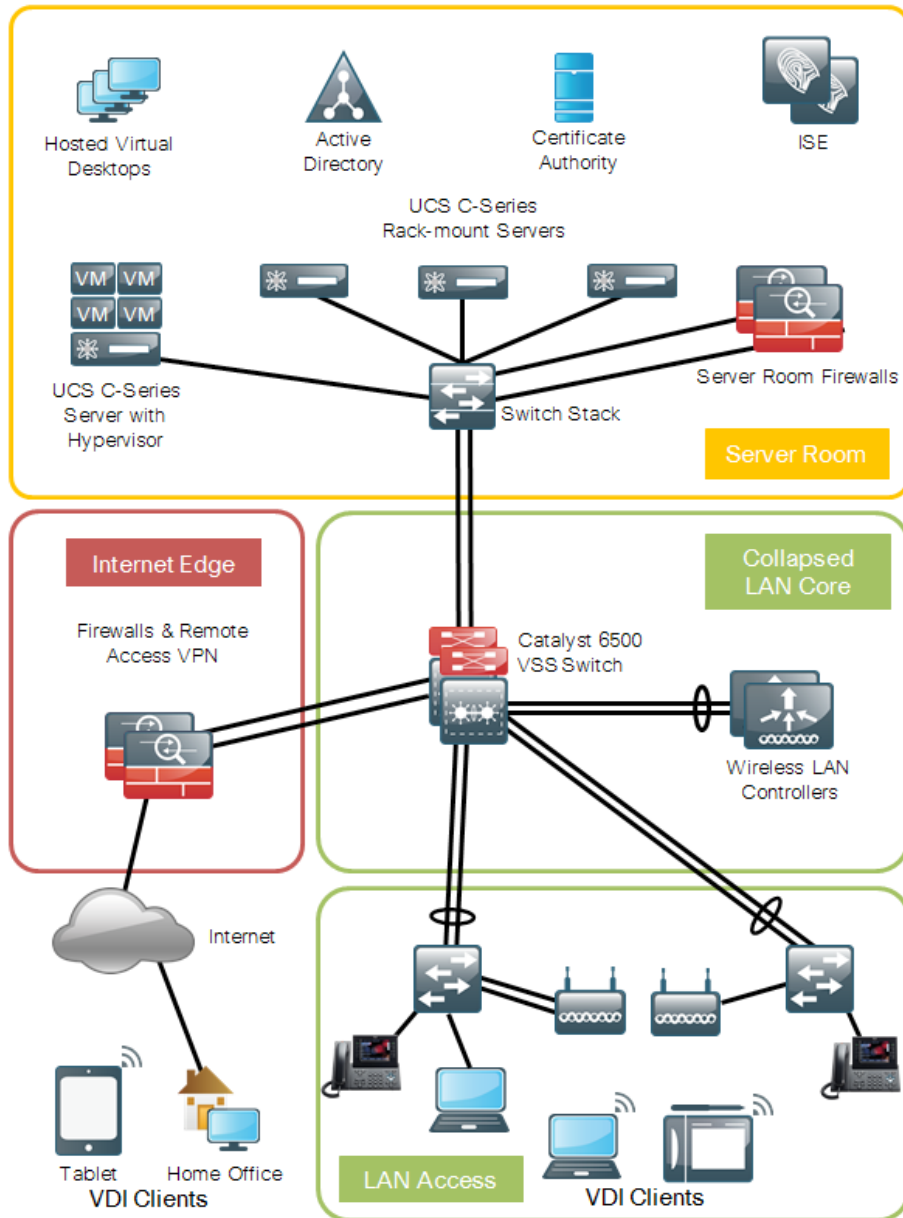 Hosted Virtual
Desktops
Active
Directory
Certificate
Authority
ISE
UCS C-Series
Rack-mount Servers
VM VM
VM VM
UCS C-Series
Server with
Hypervisor
Switch Stack
Server Room Firewalls
Server Room
Internet Edge
Firewalls & Remote
Access VPN
Collapsed
LAN Core
Catalyst 6500
VSS Switch
Wireless LAN
Controllers
Internet
Tablet
Home Office
VDI Clients
LAN Access
VDI Clients